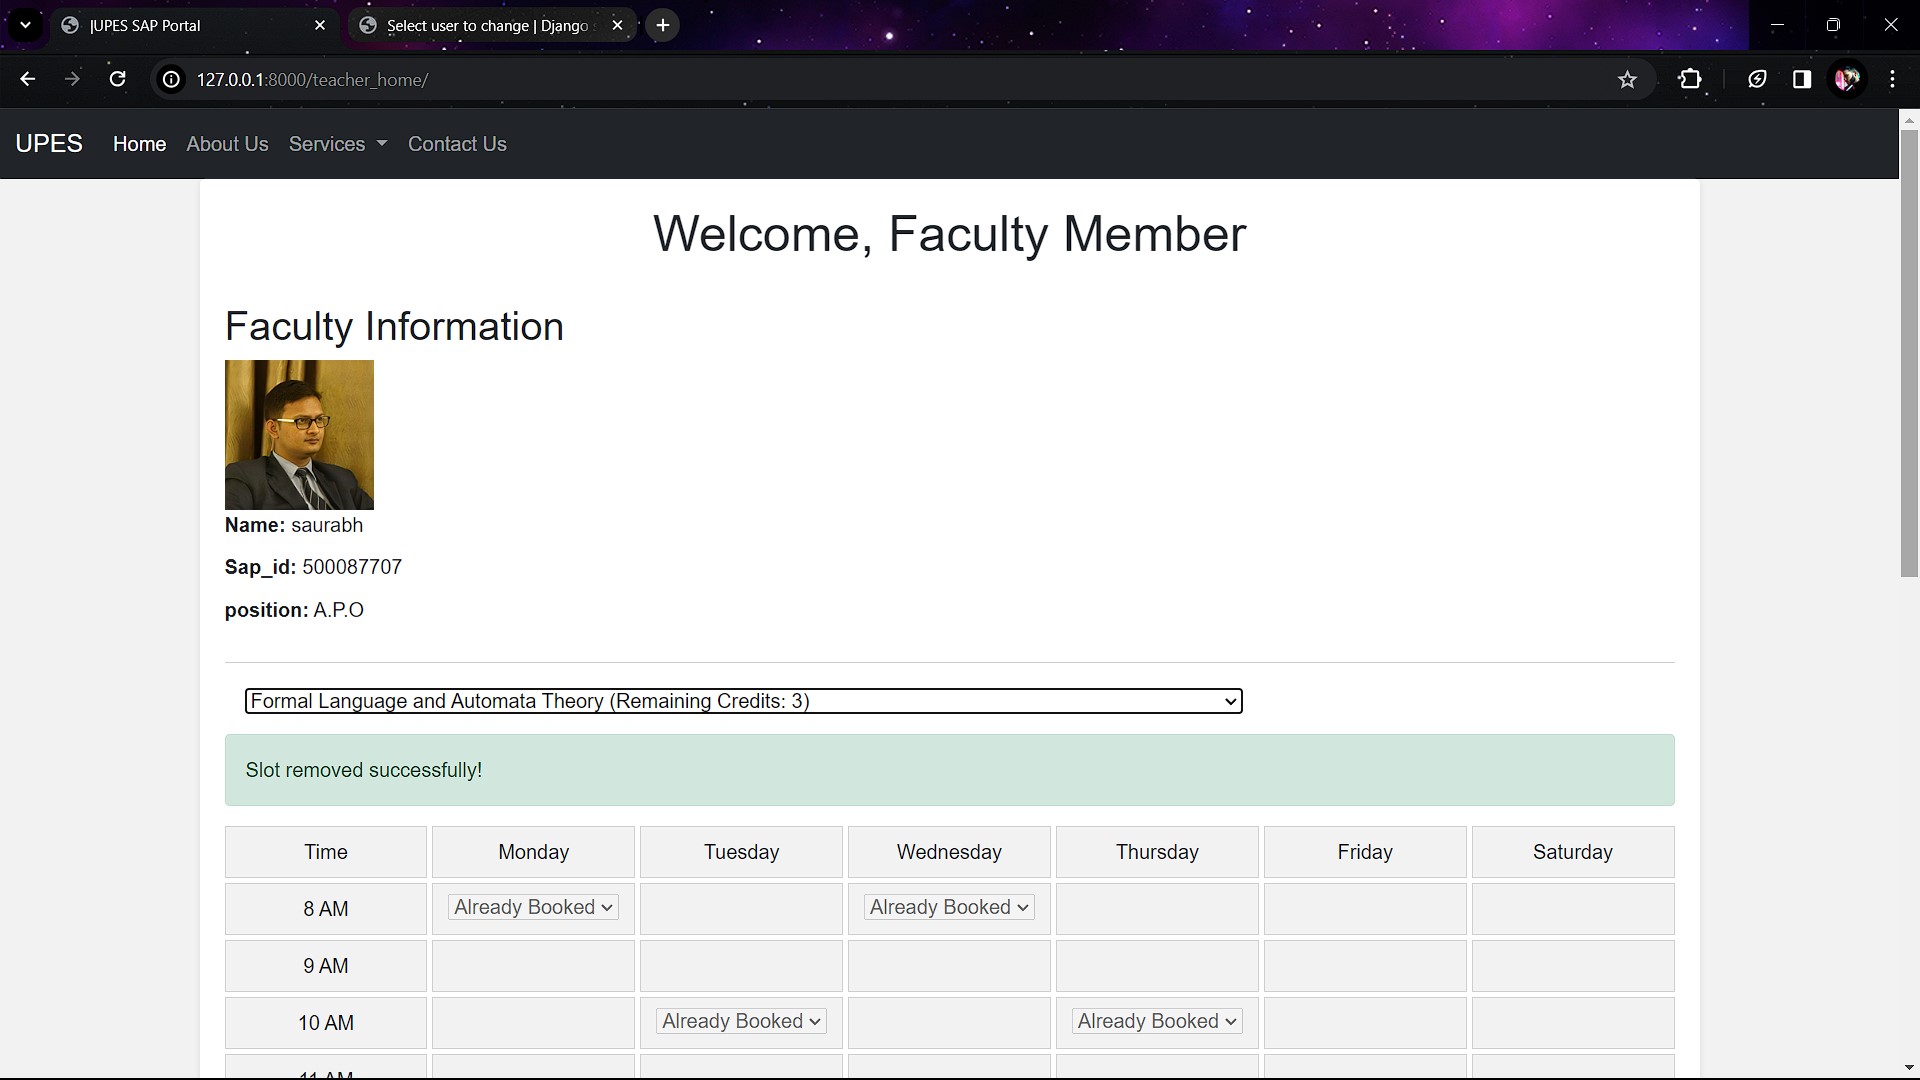 |UPES SAP Portal
Select user to change | Django
127.0.0.1:8000/teacher_home/
UPES Home About Us Services Contact Us
Welcome, Faculty Member
Faculty Information
Name: saurabh
Sap_id: 500087707
position: A.P.O
Formal Language and Automata Theory (Remaining Credits: 3)
Slot removed successfully!
Time Monday Tuesday Wednesday Thursday Friday Saturday
8 AM Already Booked Already Booked
9 AM
10 AM Already Booked Already Booked
11 AM